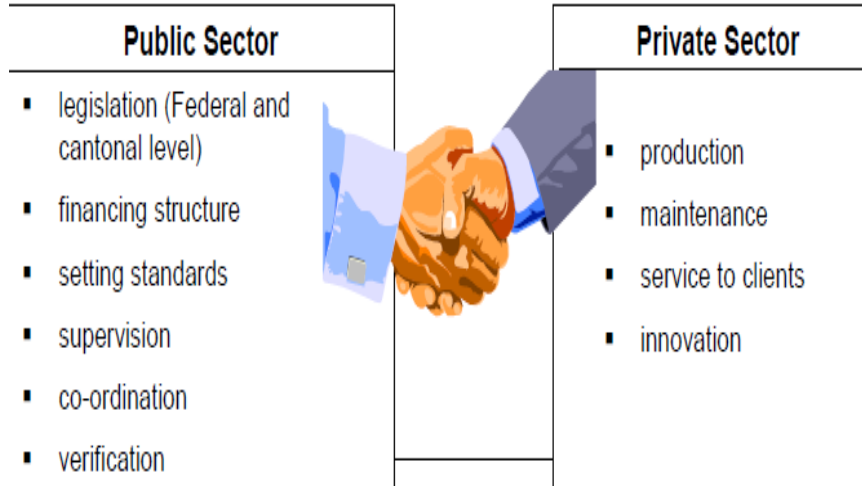 Public Sector
▪ legislation (Federal and
cantonal level)
▪ financing structure
▪ setting standards
▪ supervision
▪ co-ordination
▪ verification
Private Sector
▪ production
▪ maintenance
▪ service to clients
▪ innovation